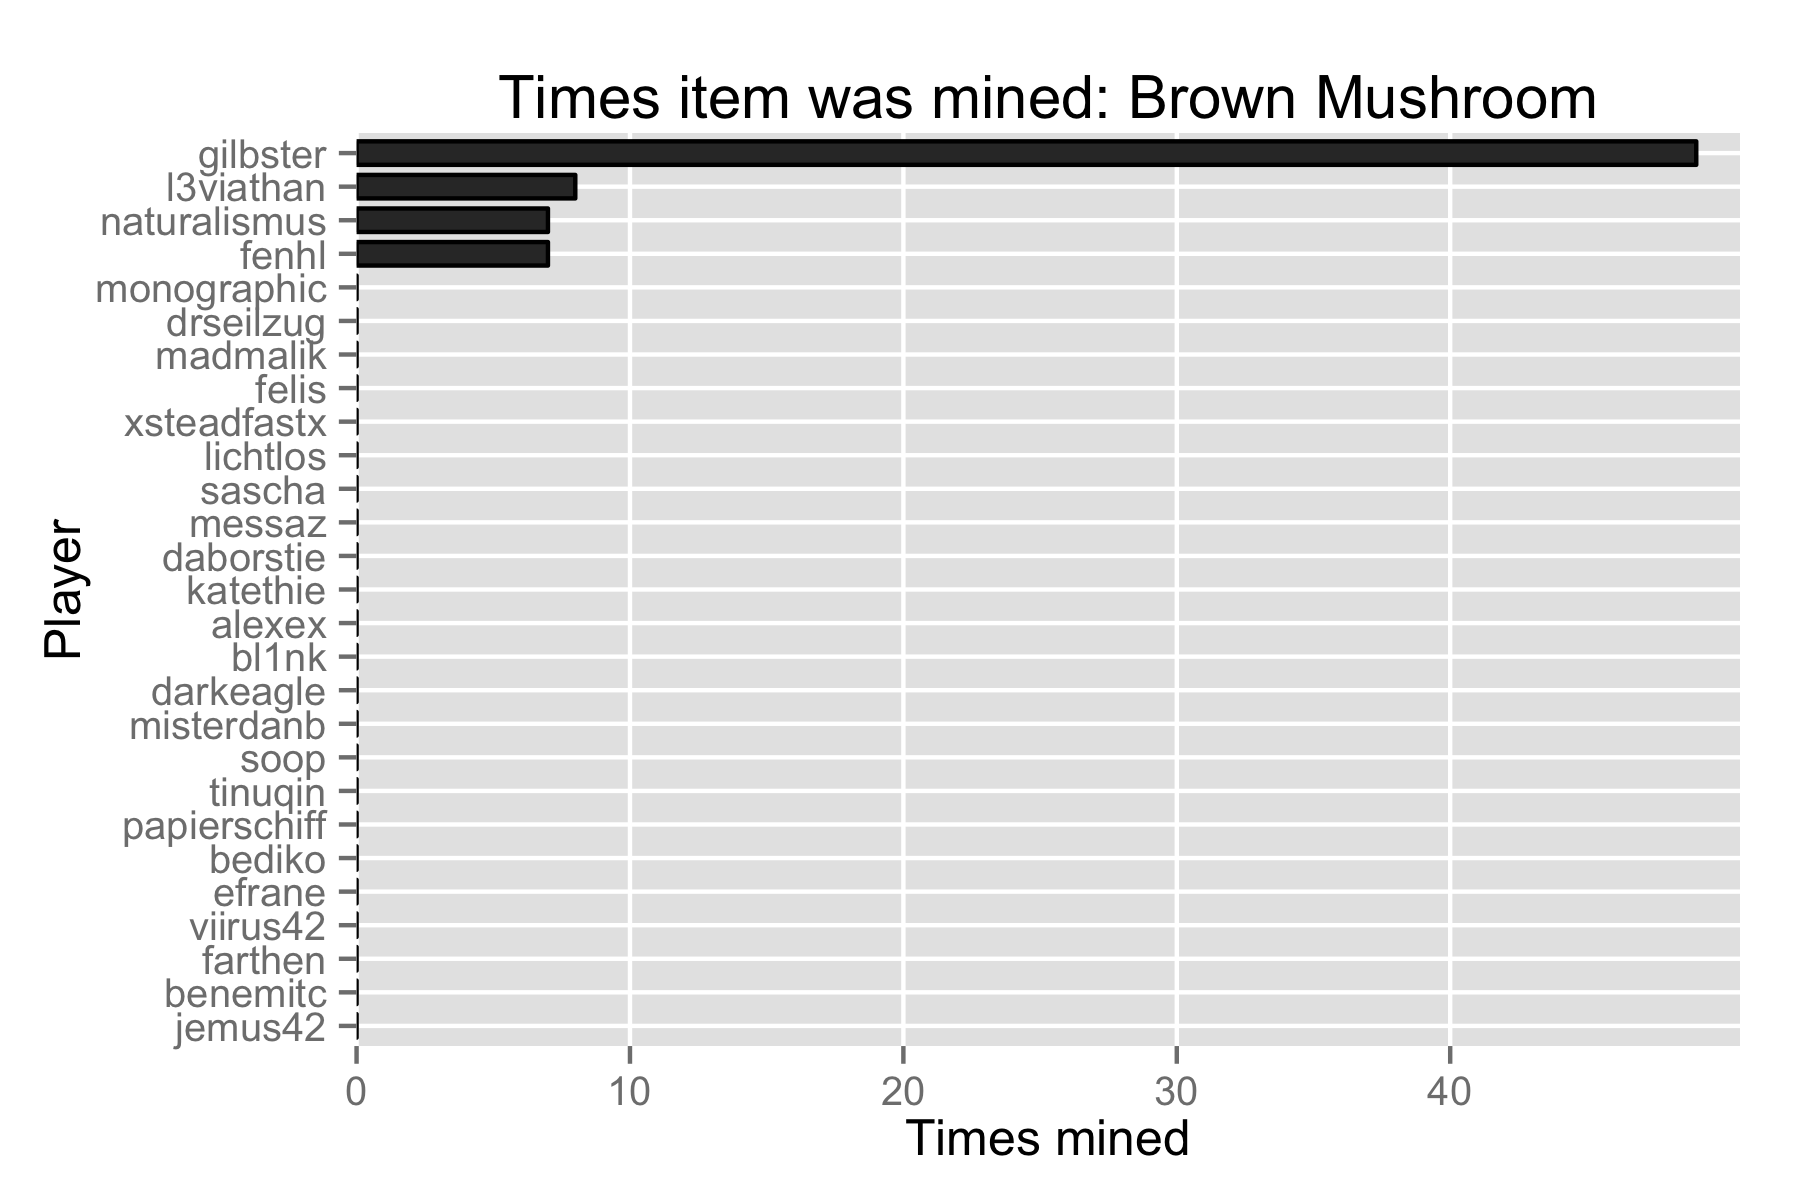 Times item was mined: Brown Mushroom
gilbster
l3viathan
naturalismus
fenhl
monographic
drseilzug
madmalik
felis
xsteadfastx
lichtlos
sascha
messaz
daborstie
katethie
alexex
bl1nk
darkeagle
misterdanb
soop
tinuqin
papierschiff
bediko
efrane
viirus42
farthen
benemitc
jemus42
Player
0 10 20 30 40
Times mined